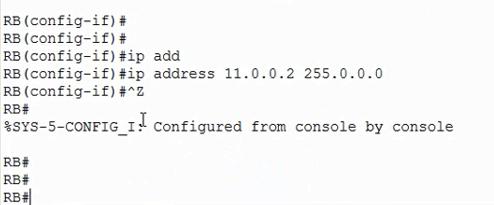 RB(config-if)#
RB(config-if)#
RB(config-if)#ip add
RB(config-if)#ip address 11.0.0.2 255.0.0.0
RB(config-if)#^Z
RB#
%SYS-5-CONFIG_I: Configured from console by console
RB#
RB#
RB#